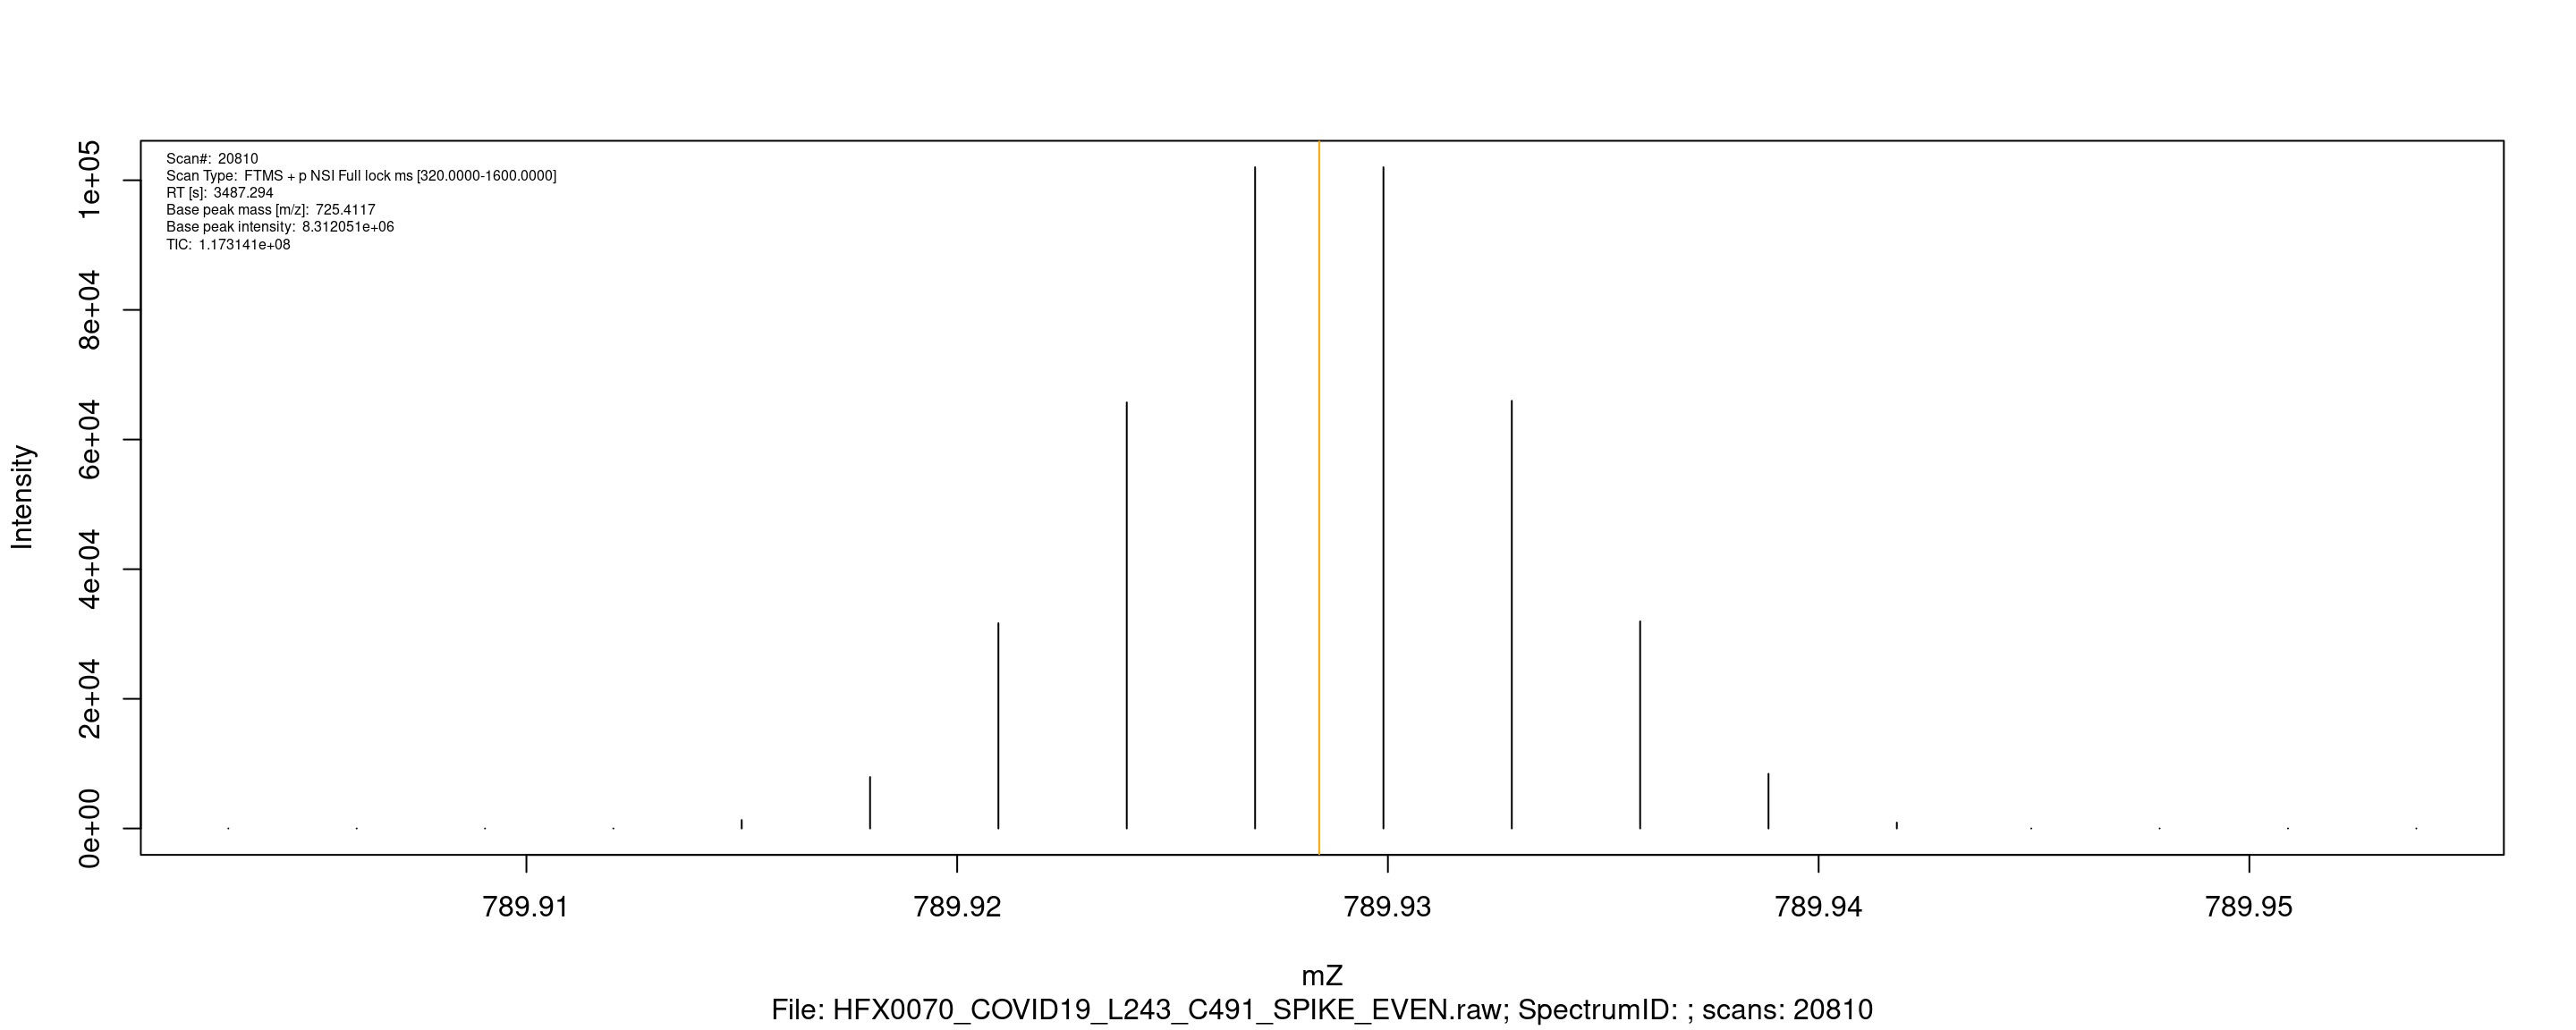 Scan#: 20810
Scan Type: FTMS + p NSI Full lock ms [320.0000-1600.0000]
RT [s]: 3487.294
Base peak mass [m/z]: 725.4117
Base peak intensity: 8.312051e+06
TIC: 1.173141e+08
Intensity
1e+05
8e+04
6e+04
4e+04
2e+04
0e+00
789.91 789.92 789.93 789.94 789.95
mZ
File: HFX0070_COVID19_L243_C491_SPIKE_EVEN.raw; SpectrumID: ; scans: 20810